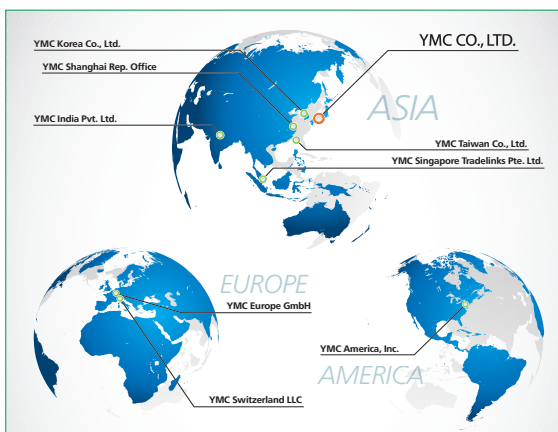 YMC Korea Co., Ltd.
YMC CO., LTD.
YMC Shanghai Rep. Office
ASIA
YMC India Pvt. Ltd.
YMC Taiwan Co., Ltd.
YMC Singapore Tradelinks Pte. Ltd.
EUROPE
YMC Europe GmbH
YMC America, Inc.
AMERICA
YMC Switzerland LLC